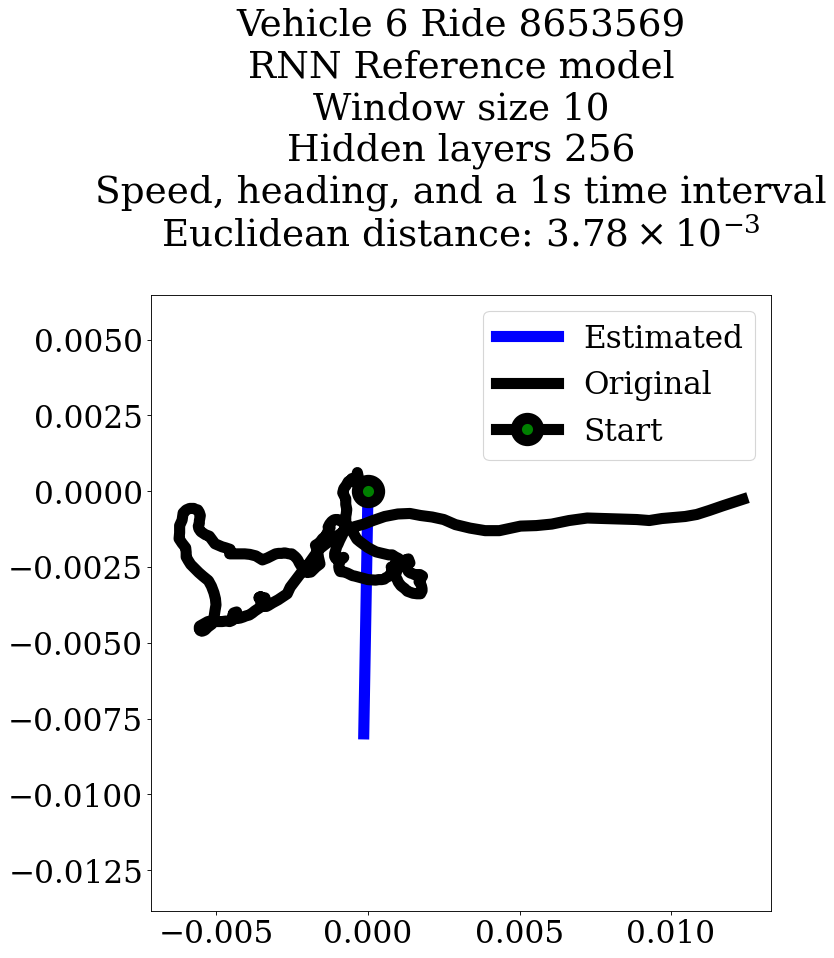 Vehicle 6 Ride 8653569
RNN Reference model
Window size 10
Hidden layers 256
Speed, heading, and a 1s time interval
Euclidean distance: 3.78 × 10⁻³
Estimated
Original
Start
0.0050
0.0025
0.0000
−0.0025
−0.0050
−0.0075
−0.0100
−0.0125
−0.005 0.000 0.005 0.010